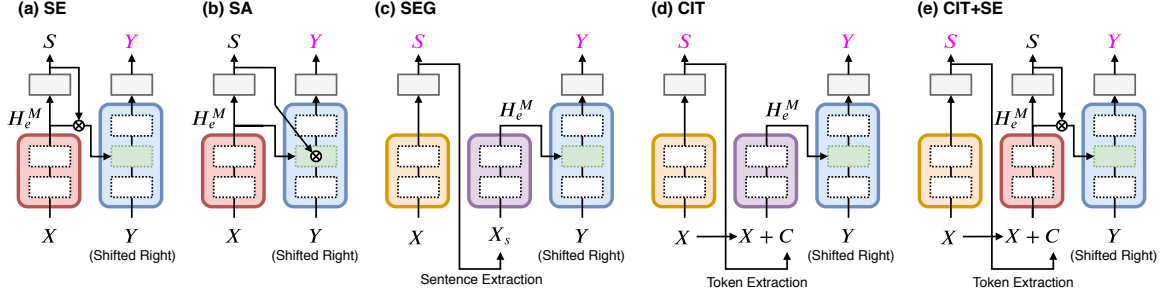 (a) SE
S
Y
H_e^M
X
Y
(Shifted Right)
(b) SA
S
Y
H_e^M
X
Y
(Shifted Right)
(c) SEG
S
Y
H_e^M
X
X_s
Y
(Shifted Right)
Sentence Extraction
(d) CIT
S
Y
H_e^M
X
X + C
Y
(Shifted Right)
Token Extraction
(e) CIT+SE
S
S
Y
H_e^M
X
X + C
Y
(Shifted Right)
Token Extraction